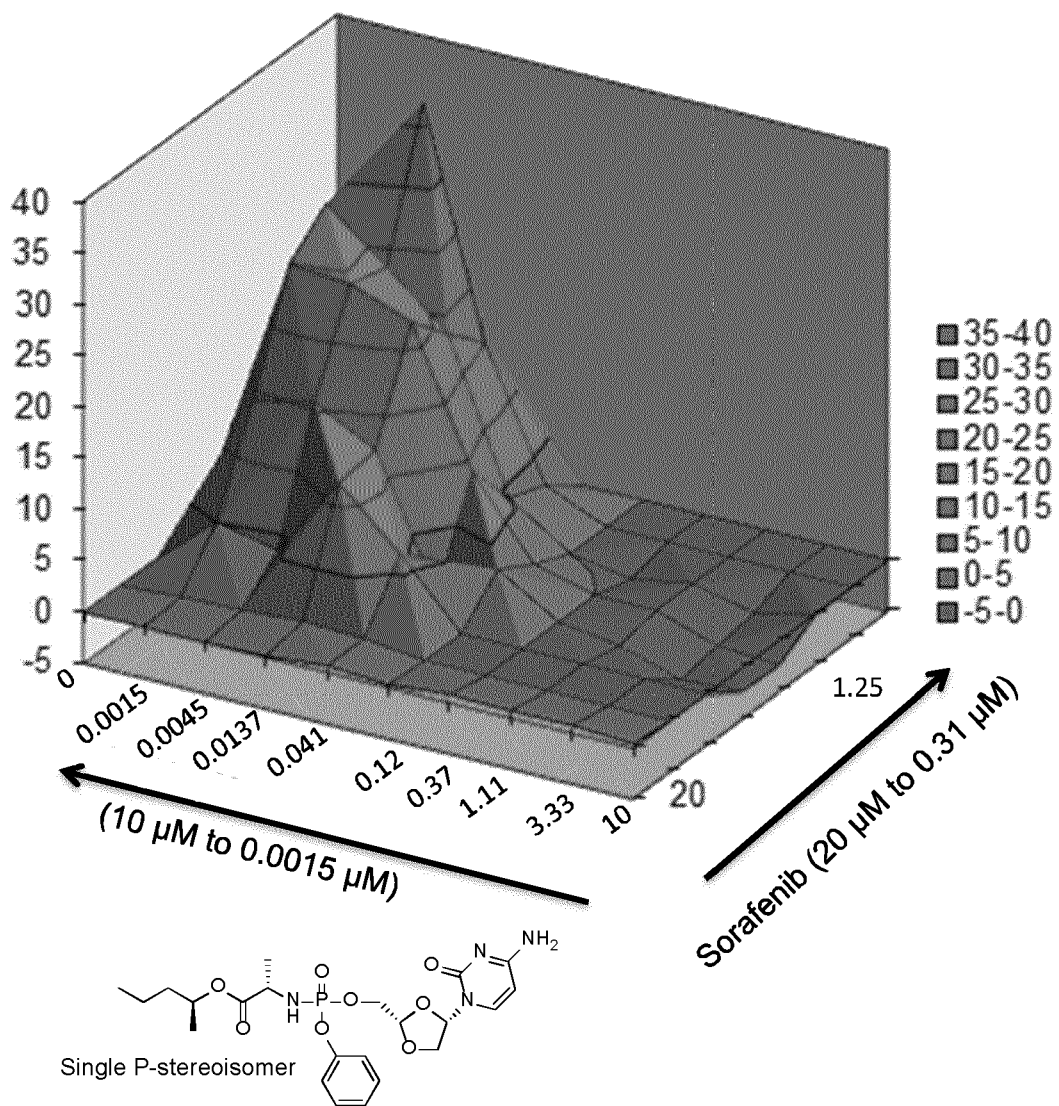 40
35
30
25
20
15
10
5
0
-5
35-40
30-35
25-30
20-25
15-20
10-15
5-10
0-5
-5-0
0
0.0015
0.0045
0.0137
0.041
0.12
0.37
1.11
3.33
10
20
1.25
(10 µM to 0.0015 µM)
Sorafenib (20 µM to 0.31 µM)
NH2
N
O
N
O
O
O
O
N
H
P
O
O
O
O
Single P-stereoisomer